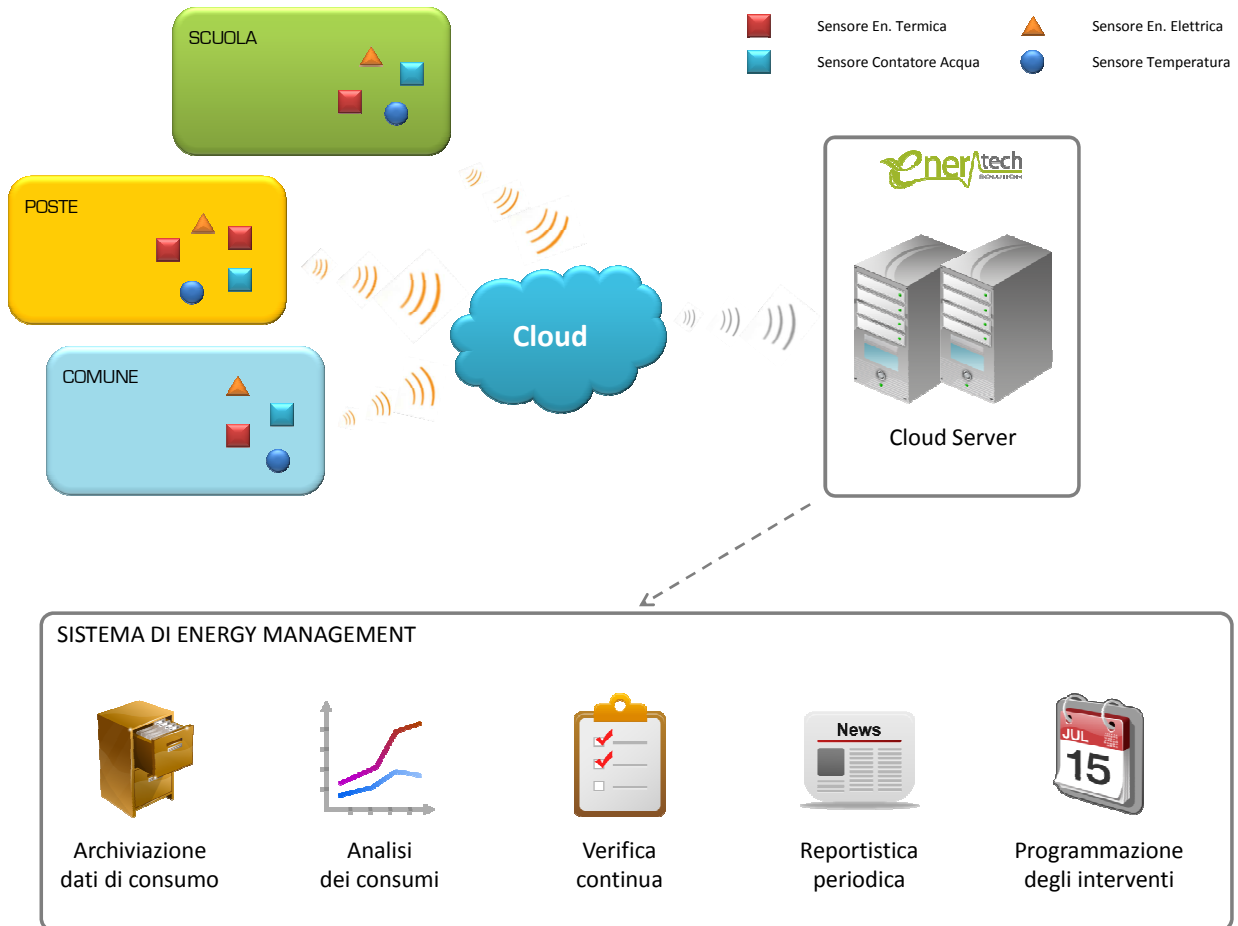 SCUOLA
Sensore En. Termica
Sensore En. Elettrica
Sensore Contatore Acqua
Sensore Temperatura
enertech
SOLUTION
POSTE
Cloud
COMUNE
Cloud Server
SISTEMA DI ENERGY MANAGEMENT
News
JUL
15
Archiviazione
dati di consumo
Analisi
dei consumi
Verifica
continua
Reportistica
periodica
Programmazione
degli interventi